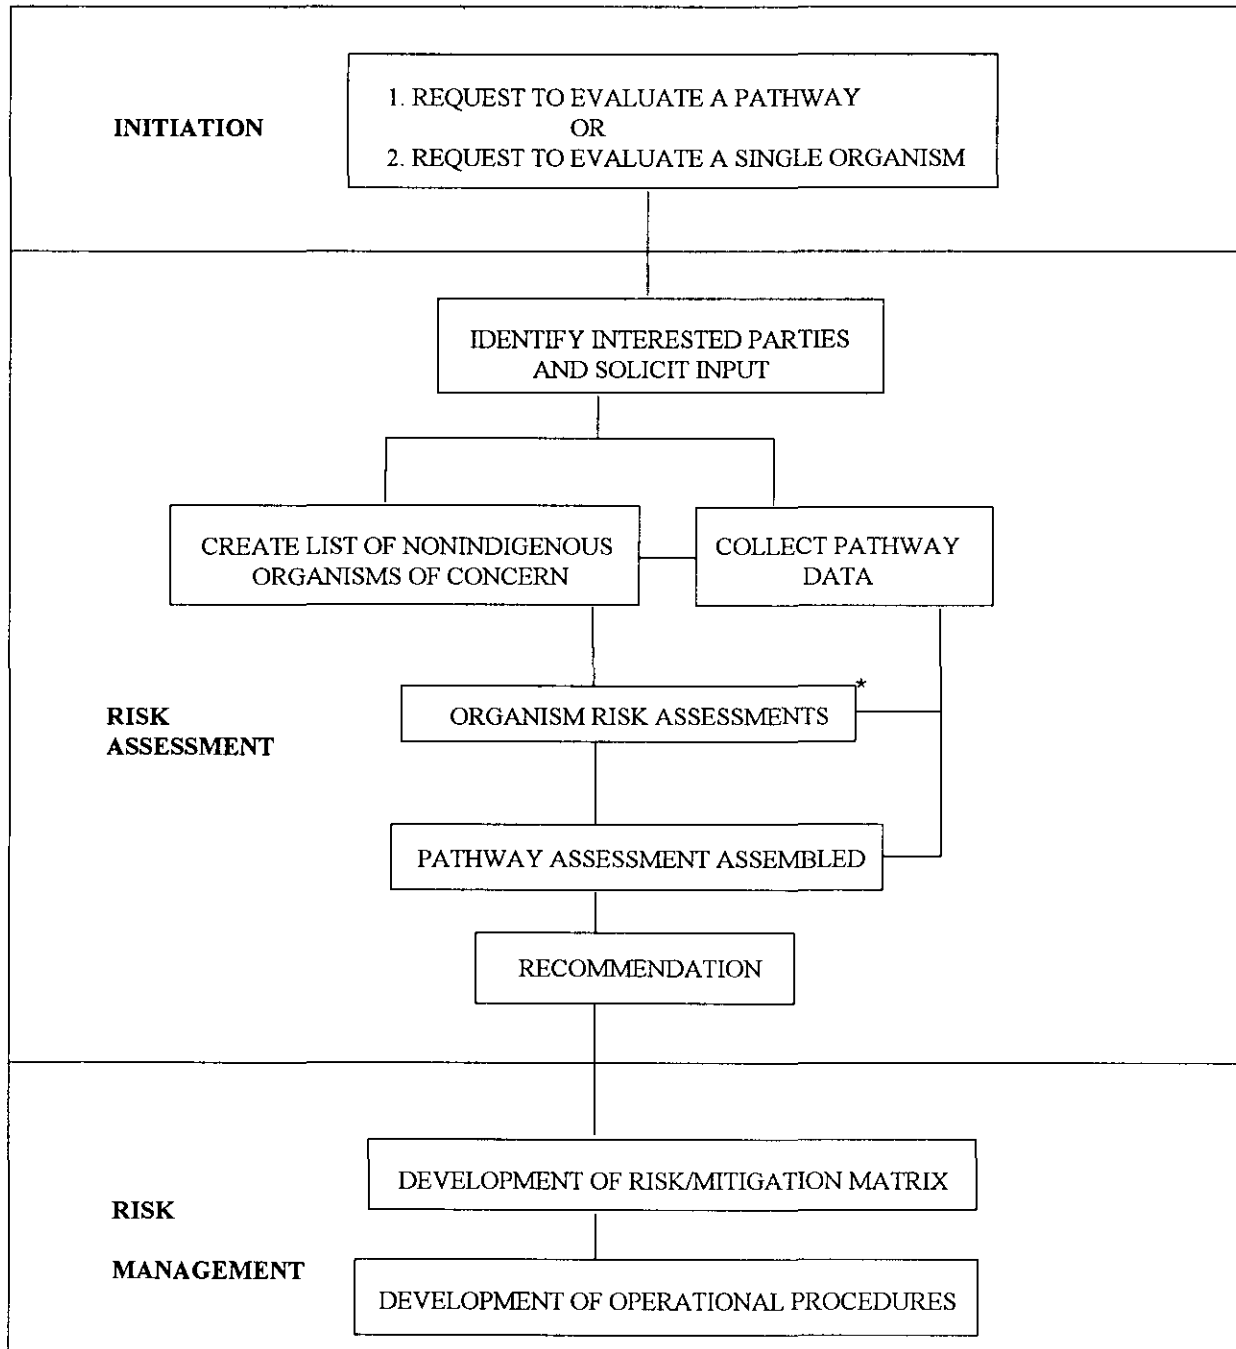 INITIATION
1. REQUEST TO EVALUATE A PATHWAY
OR
2. REQUEST TO EVALUATE A SINGLE ORGANISM
IDENTIFY INTERESTED PARTIES
AND SOLICIT INPUT
CREATE LIST OF NONINDIGENOUS
ORGANISMS OF CONCERN
COLLECT PATHWAY
DATA
RISK
ASSESSMENT
ORGANISM RISK ASSESSMENTS
*
PATHWAY ASSESSMENT ASSEMBLED
RECOMMENDATION
RISK
MANAGEMENT
DEVELOPMENT OF RISK/MITIGATION MATRIX
DEVELOPMENT OF OPERATIONAL PROCEDURES